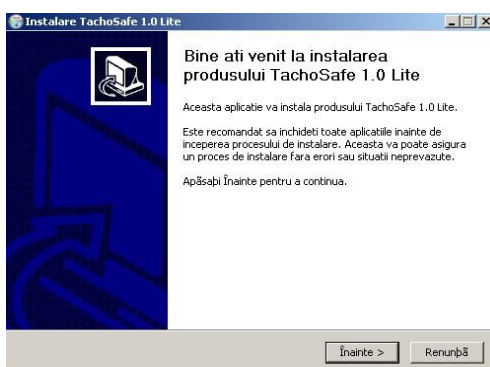 Instalare TachoSafe 1.0 Lite
Bine ati venit la instalarea
produsului TachoSafe 1.0 Lite
Aceasta aplicatie va instala produsului TachoSafe 1.0 Lite.
Este recomandat sa inchideti toate aplicatiile inainte de
inceperea procesului de instalare. Aceasta va poate asigura
un proces de instalare fara erori sau situatii neprevazute.
Apãsaþi Înainte pentru a continua.
Înainte >
Renunþã